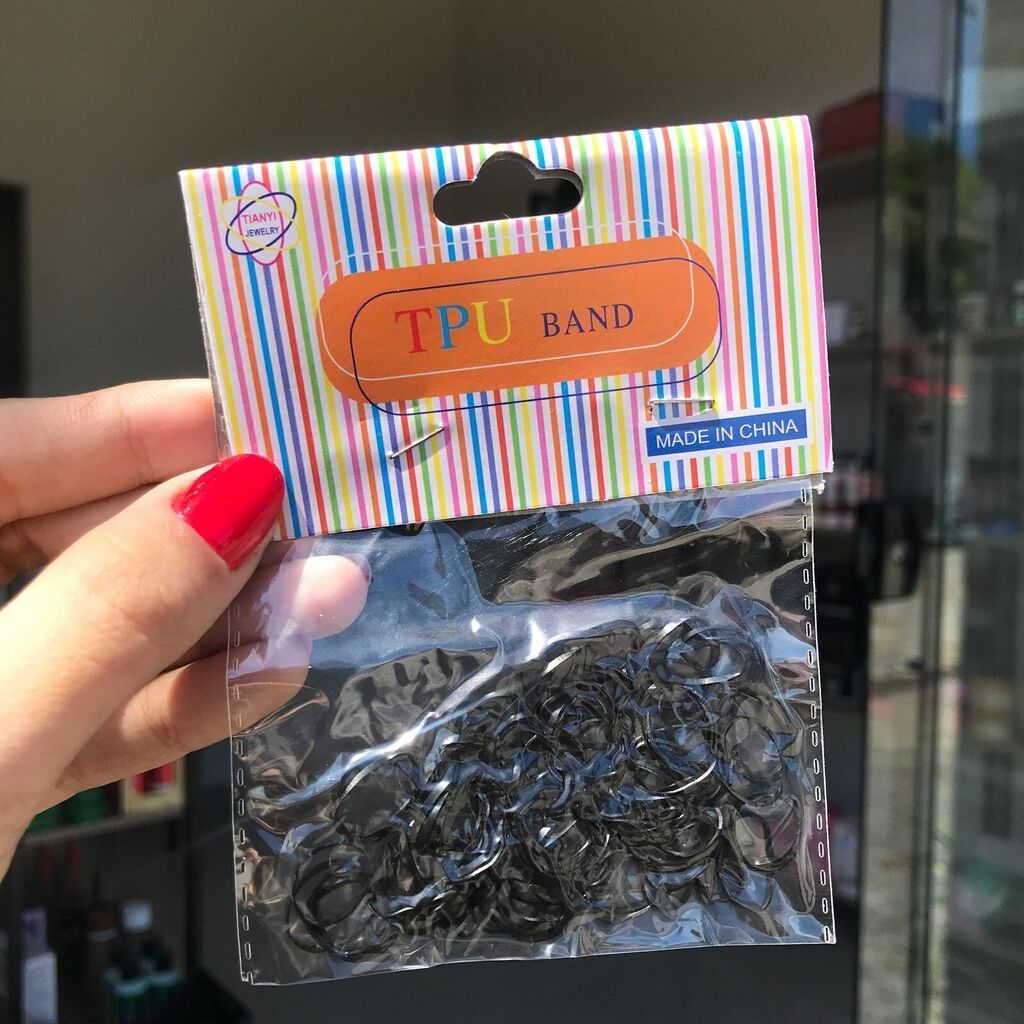 TIANYI
JEWELRY
TPU BAND
MADE IN CHINA